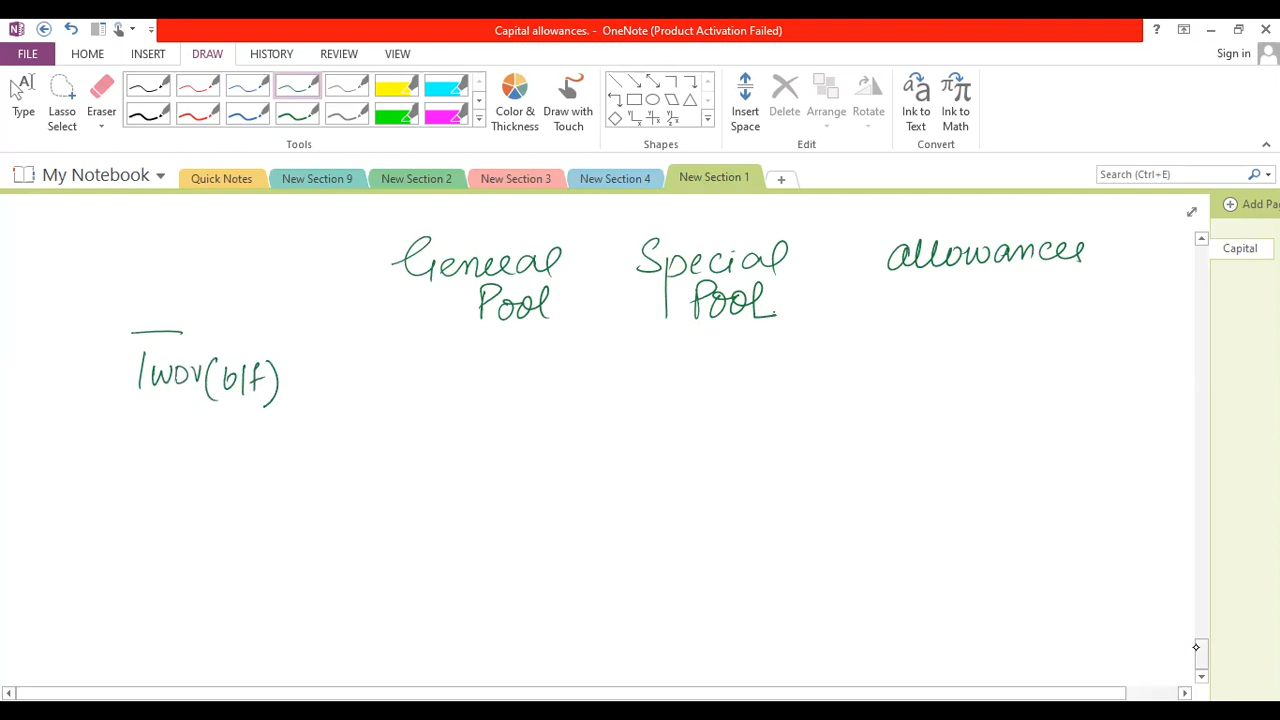 Capital allowances. - OneNote (Product Activation Failed)
FILE HOME INSERT DRAW HISTORY REVIEW VIEW
Sign in
Type
Lasso Select
Eraser
Color & Thickness
Draw with Touch
Insert Space
Delete
Arrange
Rotate
Ink to Text
Ink to Math
Tools
Shapes
Edit
Convert
My Notebook
Quick Notes New Section 9 New Section 2 New Section 3 New Section 4 New Section 1
Search (Ctrl+E)
Add Pa
Capital
General Special allowances
Pool Pool.
TWDV(b/f)